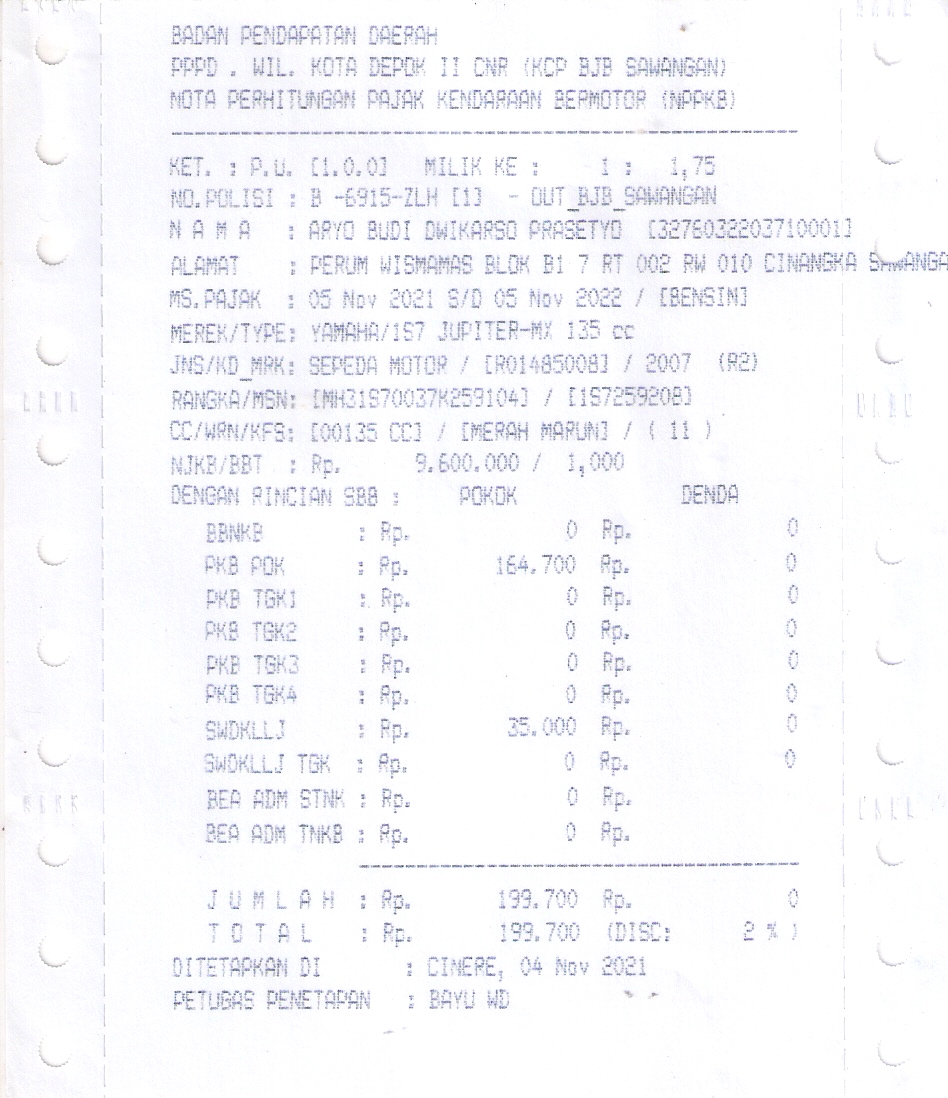 BADAN PENDAPATAN DAERAH
PPPD . WIL. KOTA DEPOK II CNR (KCP BJB SAWANGAN)
NOTA PERHITUNGAN PAJAK KENDARAAN BERMOTOR (NPPKB)
KET. : P.U. [1.0.0] MILIK KE : 1 : 1,75
NO.POLISI : B -6915-ZLH [1] - OUT_BJB_SAWANGAN
N A M A : ARYO BUDI DWIKARSO PRASETYO [3276032203710001]
ALAMAT : PERUM WISMAMAS BLOK B1 7 RT 002 RW 010 CINANGKA SAWANGA
MS.PAJAK : 05 Nov 2021 S/D 05 Nov 2022 / [BENSIN]
MEREK/TYPE: YAMAHA/1S7 JUPITER-MX 135 cc
JNS/KD_MRK: SEPEDA MOTOR / [R01485008] / 2007 (R2)
RANGKA/MSN: [MH31S70037K259104] / [1S7259208]
CC/WRN/KFS: [00135 CC] / [MERAH MARUN] / ( 11 )
NJKB/BBT : Rp. 9.600.000 / 1,000
DENGAN RINCIAN SBB : POKOK DENDA
BBNKB : Rp. 0 Rp. 0
PKB POK : Rp. 164.700 Rp. 0
PKB TGK1 : Rp. 0 Rp. 0
PKB TGK2 : Rp. 0 Rp. 0
PKB TGK3 : Rp. 0 Rp. 0
PKB TGK4 : Rp. 0 Rp. 0
SWDKLLJ : Rp. 35.000 Rp. 0
SWDKLLJ TGK : Rp. 0 Rp. 0
BEA ADM STNK : Rp. 0 Rp.
BEA ADM TNKB : Rp. 0 Rp.
J U M L A H : Rp. 199.700 Rp. 0
T O T A L : Rp. 199.700 (DISC: 2 % )
DITETAPKAN DI : CINERE, 04 Nov 2021
PETUGAS PENETAPAN : BAYU WD